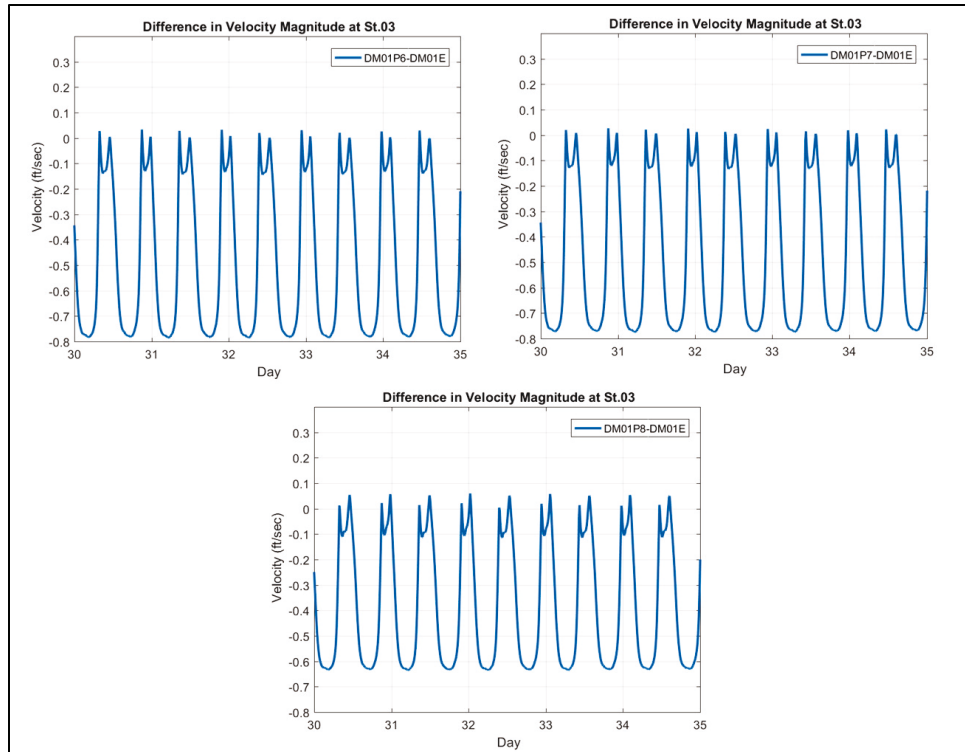 Difference in Velocity Magnitude at St.03
DM01P6-DM01E
0.3
0.2
0.1
0
-0.1
-0.2
-0.3
-0.4
-0.5
-0.6
-0.7
-0.8
Velocity (ft/sec)
30 31 32 33 34 35
Day
Difference in Velocity Magnitude at St.03
DM01P7-DM01E
0.3
0.2
0.1
0
-0.1
-0.2
-0.3
-0.4
-0.5
-0.6
-0.7
-0.8
Velocity (ft/sec)
30 31 32 33 34 35
Day
Difference in Velocity Magnitude at St.03
DM01P8-DM01E
0.3
0.2
0.1
0
-0.1
-0.2
-0.3
-0.4
-0.5
-0.6
-0.7
-0.8
Velocity (ft/sec)
30 31 32 33 34 35
Day